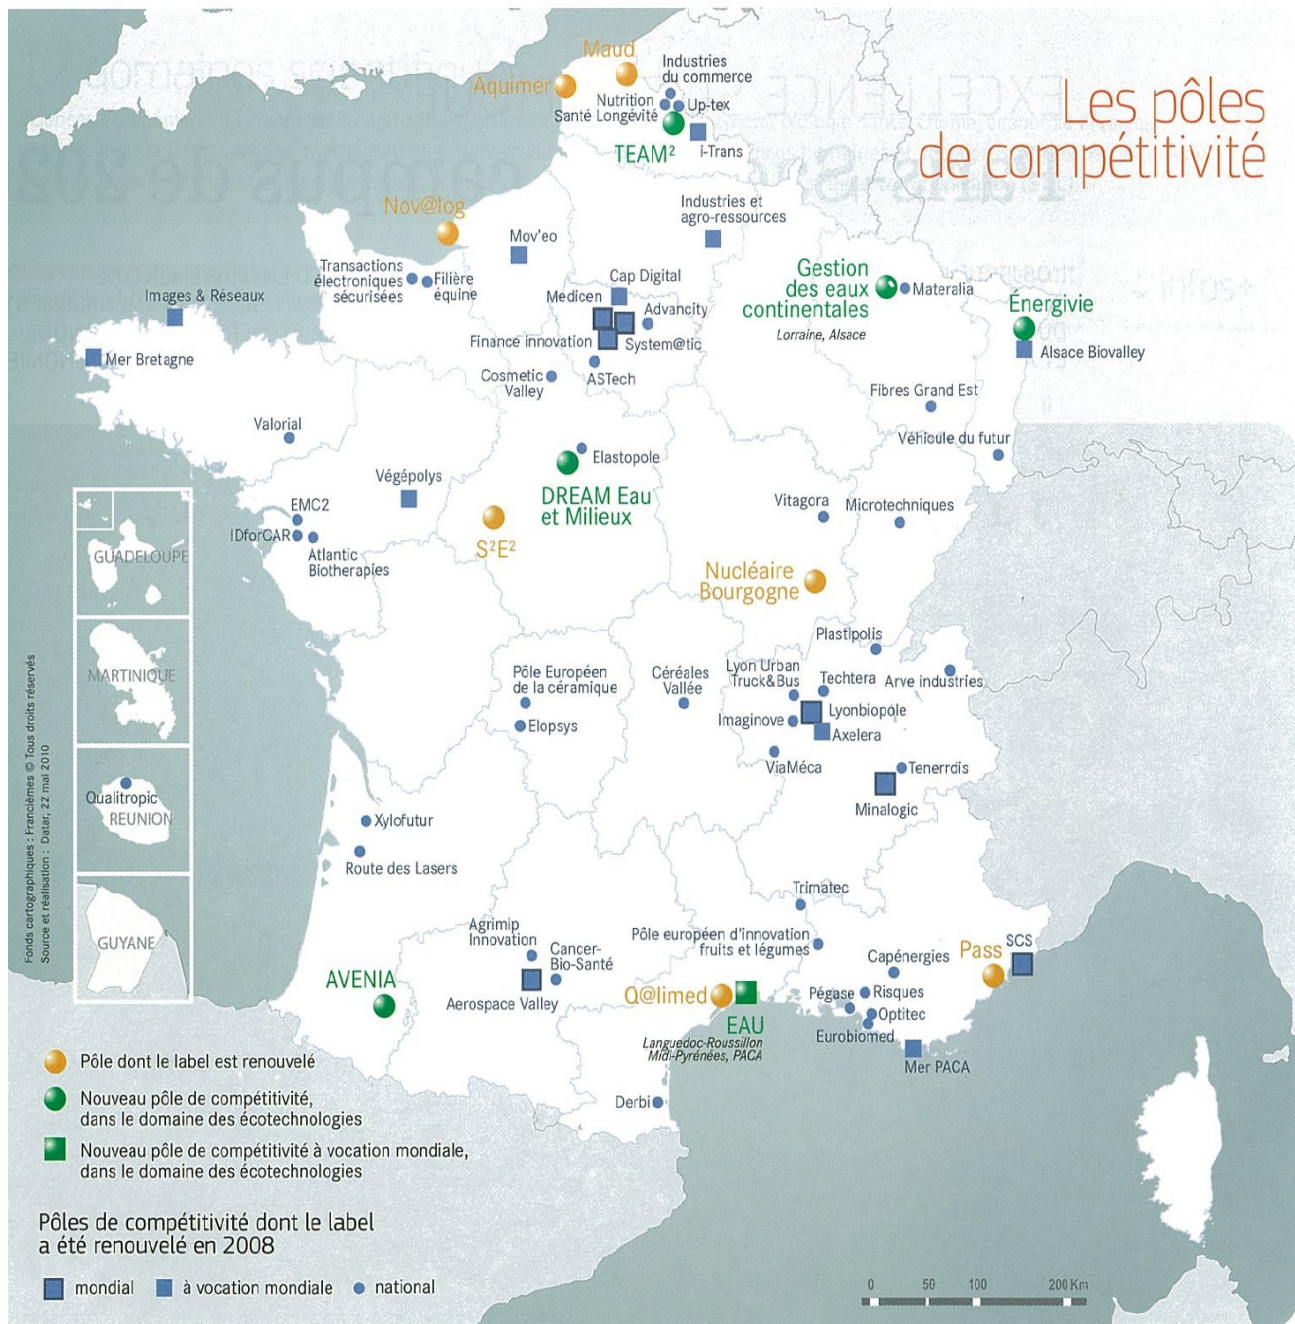 Les pôles
de compétitivité
Maud
Aquimer
Industries
du commerce
Nutrition
Santé Longévité
Up-tex
TEAM²
i-Trans
Nov@log
Mov'eo
Industries et
agro-ressources
Transactions
électroniques
sécurisées
Filière
équine
Cap Digital
Medicen
Advancity
Finance innovation
System@tic
Cosmetic
Valley
ASTech
Gestion
des eaux
continentales
Lorraine, Alsace
Materalia
Énergivie
Alsace Biovalley
Images & Réseaux
Mer Bretagne
Fibres Grand Est
Véhicule du futur
Valorial
Végépolys
Elastopole
DREAM Eau
et Milieux
EMC2
IDforCAR
Atlantic
Biotherapies
S²E²
Vitagora
Microtechniques
Nucléaire
Bourgogne
GUADELOUPE
MARTINIQUE
Qualitropic
REUNION
GUYANE
Plastipolis
Pôle Européen
de la céramique
Elopsys
Céréales
Vallée
Lyon Urban
Truck&Bus
Techtera
Arve industries
Imaginove
Lyonbiopole
Axelera
ViaMéca
Tenerrdis
Minalogic
Xylofutur
Route des Lasers
Trimatec
Agrimip
Innovation
Cancer-
Bio-Santé
Aerospace Valley
Pôle européen d'innovation
fruits et légumes
Capénergies
Pass
SCS
AVENIA
Q@limed
EAU
Languedoc-Roussillon
Midi-Pyrénées, PACA
Pégase
Risques
Optitec
Eurobiomed
Mer PACA
Derbi
Fonds cartographiques : Francièmes © Tous droits réservés
Source et réalisation : Datar, 22 mai 2010
Pôle dont le label est renouvelé
Nouveau pôle de compétitivité,
dans le domaine des écotechnologies
Nouveau pôle de compétitivité à vocation mondiale,
dans le domaine des écotechnologies
Pôles de compétitivité dont le label
a été renouvelé en 2008
mondial
à vocation mondiale
national
0 50 100 200 Km